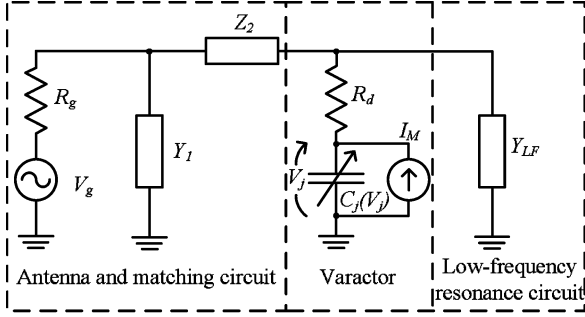 Z2
Rg
Rd
IM
Y1
YLF
Vg
Vj
Cj(Vj)
Antenna and matching circuit
Varactor
Low-frequency
resonance circuit